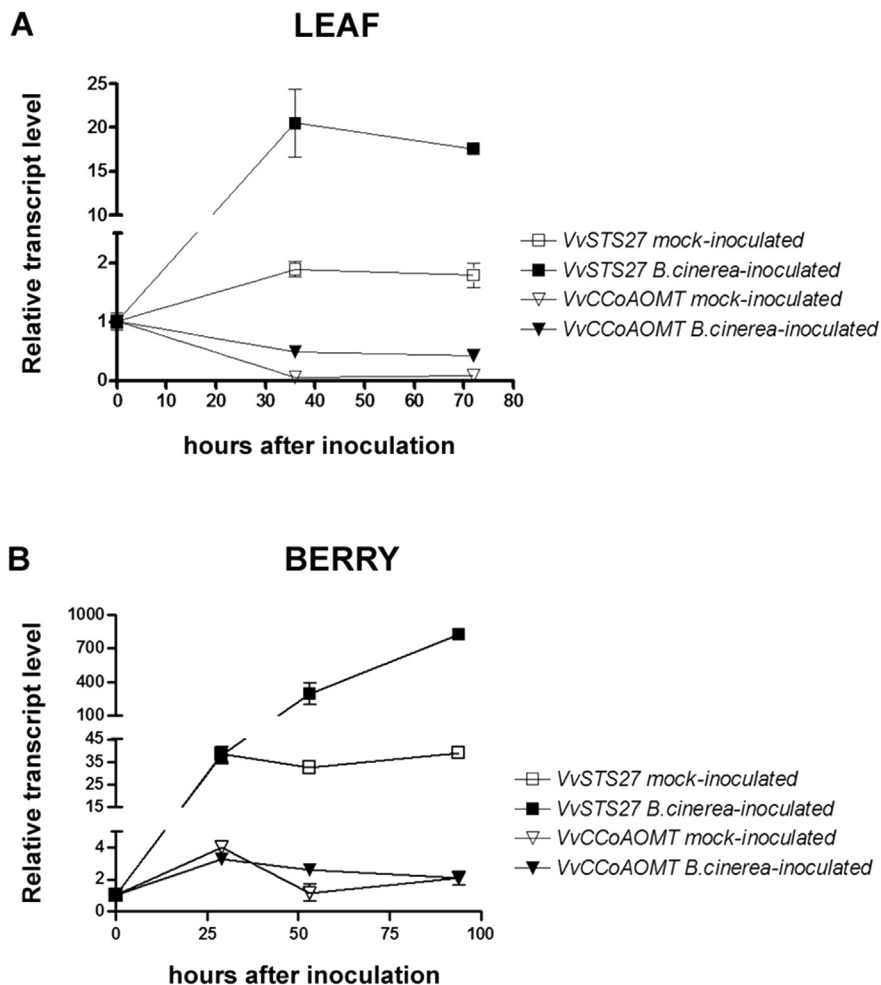 A
LEAF
Relative transcript level
25
20
15
10
2
1
0
0 10 20 30 40 50 60 70 80
hours after inoculation
VvSTS27 mock-inoculated
VvSTS27 B.cinerea-inoculated
VvCCoAOMT mock-inoculated
VvCCoAOMT B.cinerea-inoculated
B
BERRY
Relative transcript level
1000
700
400
100
45
35
25
15
4
2
0
0 25 50 75 100
hours after inoculation
VvSTS27 mock-inoculated
VvSTS27 B.cinerea-inoculated
VvCCoAOMT mock-inoculated
VvCCoAOMT B.cinerea-inoculated